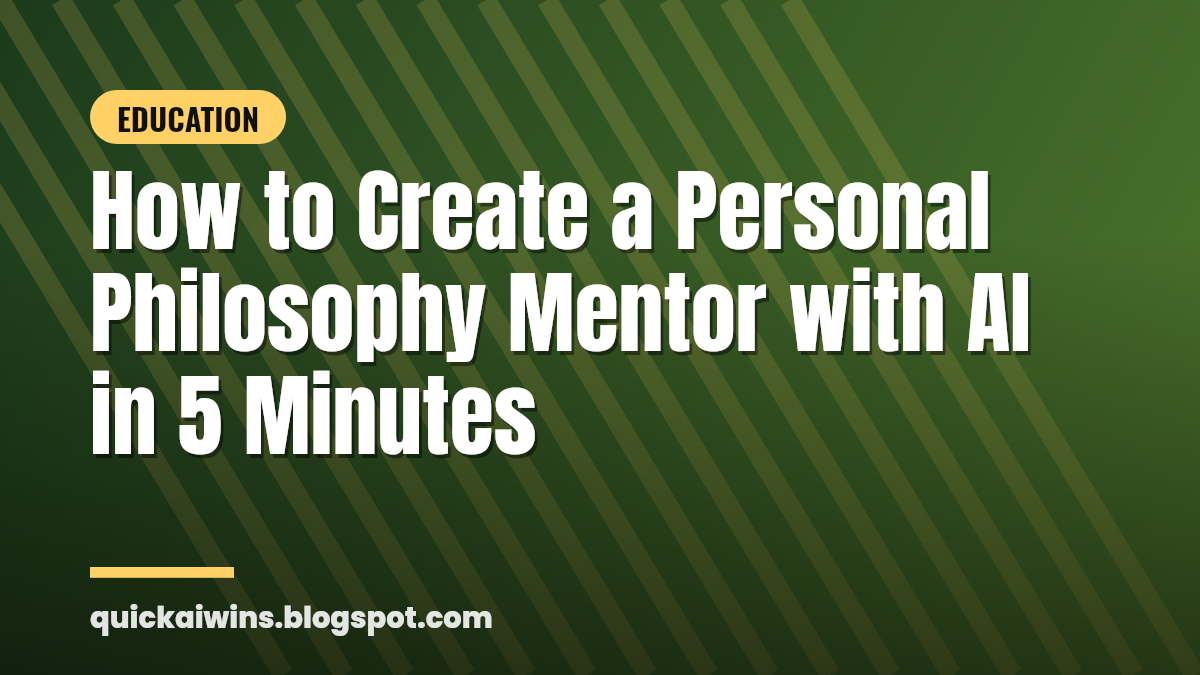 EDUCATION
How to Create a Personal
Philosophy Mentor with AI
in 5 Minutes
quickaiwins.blogspot.com